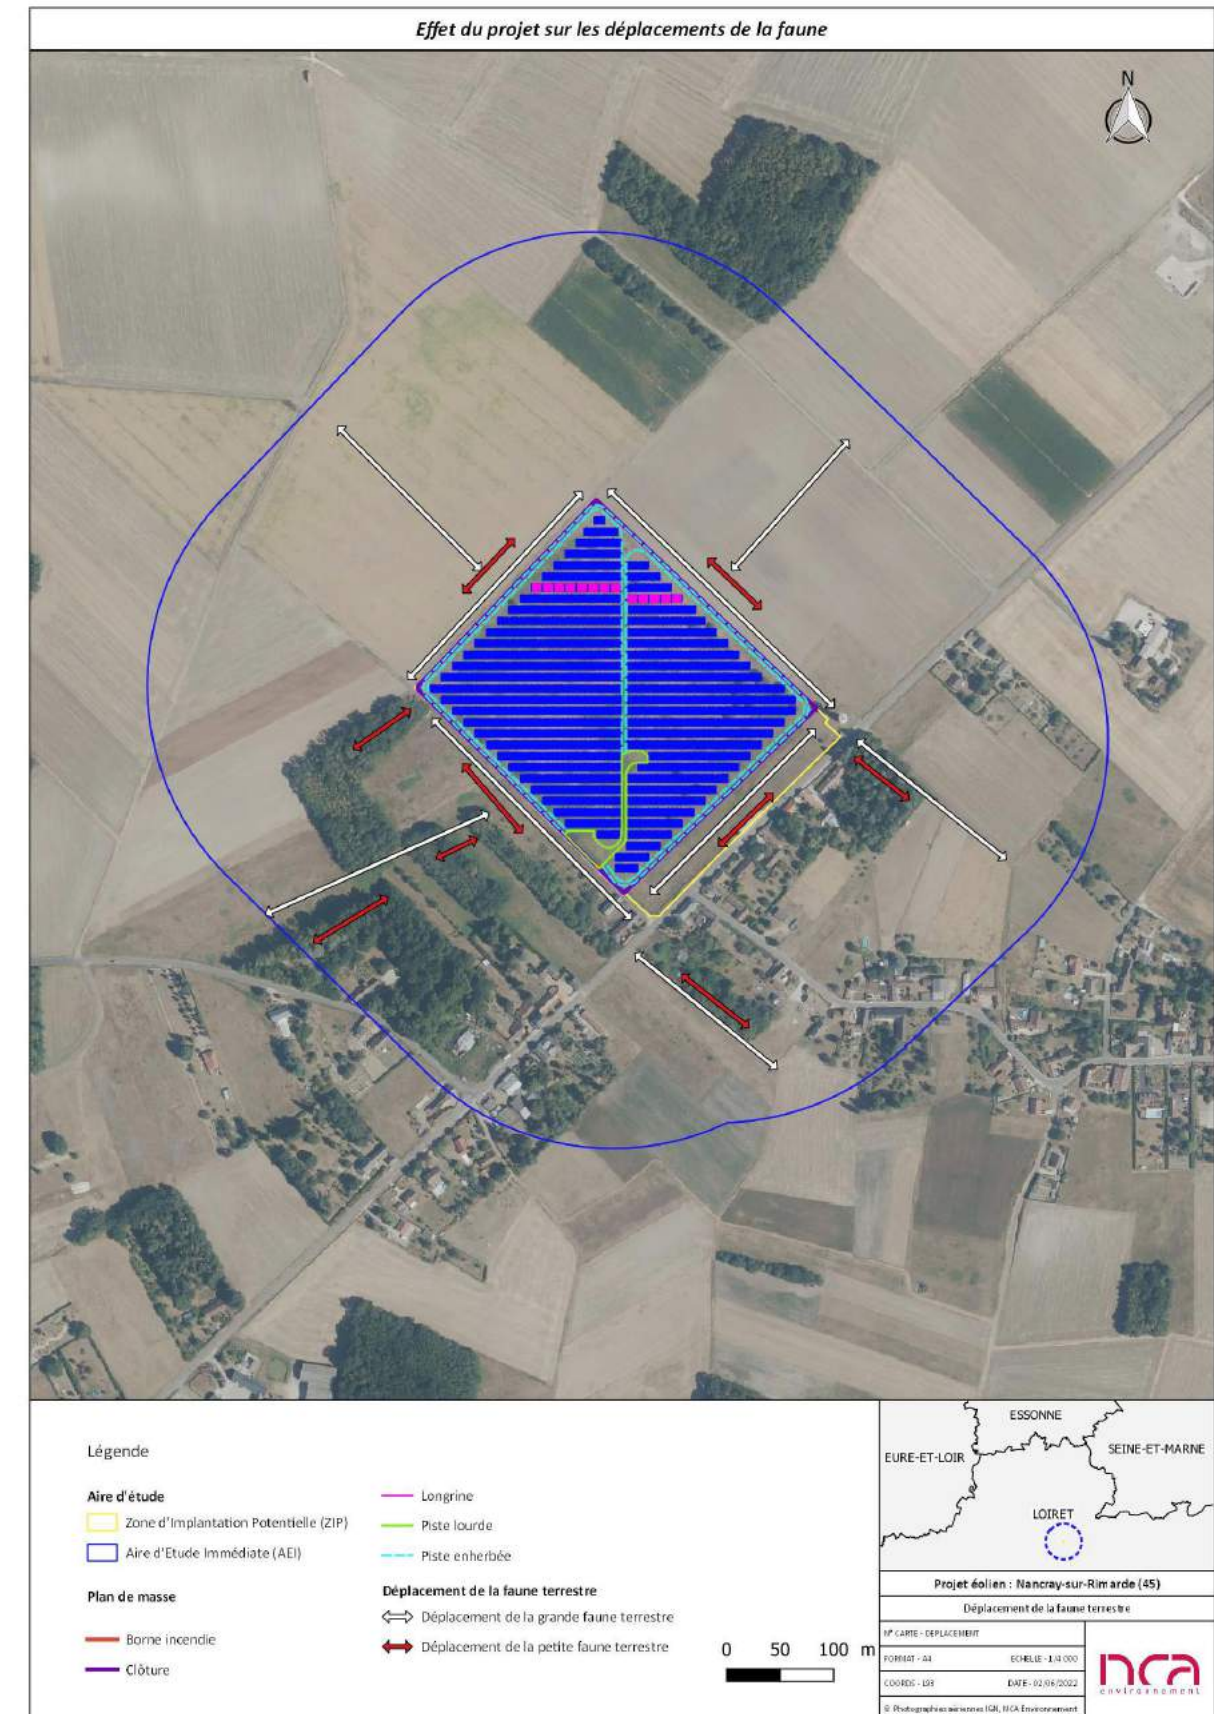 Effet du projet sur les déplacements de la faune
N
Légende
Aire d'étude
Zone d'Implantation Potentielle (ZIP)
Aire d'Etude Immédiate (AEI)
Plan de masse
Borne incendie
Clôture
Longrine
Piste lourde
Piste enherbée
Déplacement de la faune terrestre
Déplacement de la grande faune terrestre
Déplacement de la petite faune terrestre
0 50 100 m
ESSONNE
EURE-ET-LOIR
SEINE-ET-MARNE
LOIRET
Projet éolien : Nancray-sur-Rimarde (45)
Déplacement de la faune terrestre
N° CARTE - DEPLACEMENT
FORMAT - A4 ECHELLE - 1/4 000
COORDS - L93 DATE - 02/06/2022
© Photographies aériennes IGN, NCA Environnement
nca
environnement